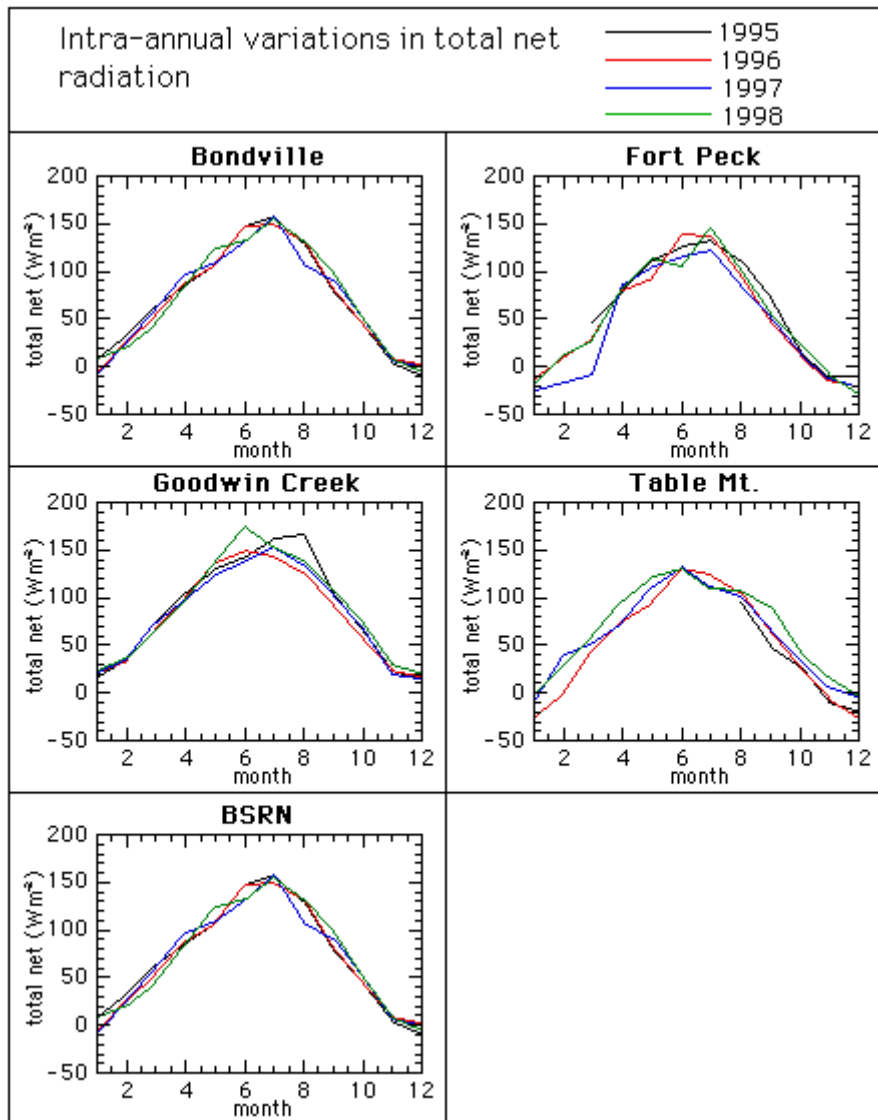 Intra-annual variations in total net
radiation
1995
1996
1997
1998
Bondville
200
150
100
50
0
-50
total net (Wm-²)
2 4 6 8 10 12
month
Fort Peck
200
150
100
50
0
-50
total net (Wm-²)
2 4 6 8 10 12
month
Goodwin Creek
200
150
100
50
0
-50
total net (Wm-²)
2 4 6 8 10 12
month
Table Mt.
200
150
100
50
0
-50
total net (Wm-²)
2 4 6 8 10 12
month
BSRN
200
150
100
50
0
-50
total net (Wm-²)
2 4 6 8 10 12
month